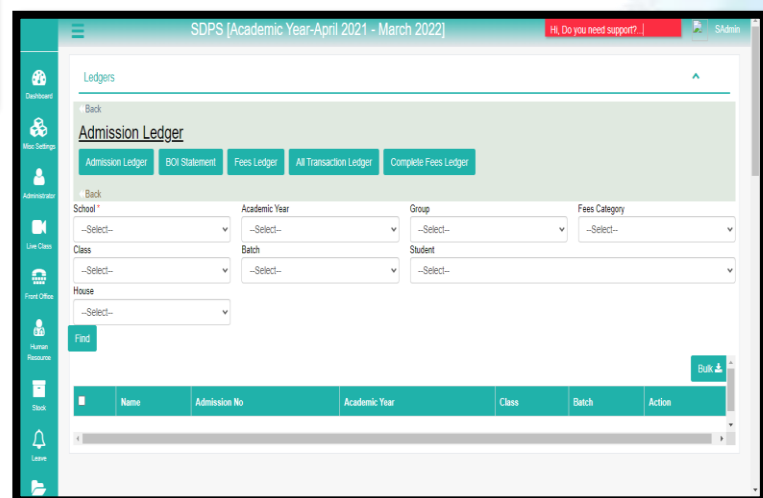 SDPS [Academic Year-April 2021 - March 2022]
Hi, Do you need support?..|
SAdmin
Dashboard
Misc Settings
Administrator
Live Class
Front Office
Human
Resource
Stock
Leave
Ledgers
Back
Admission Ledger
Admission Ledger BOI Statement Fees Ledger All Transaction Ledger Complete Fees Ledger
Back
School * Academic Year Group Fees Category
--Select-- --Select-- --Select-- --Select--
Class Batch Student
--Select-- --Select-- --Select--
House
--Select--
Find
Bulk
Name Admission No Academic Year Class Batch Action